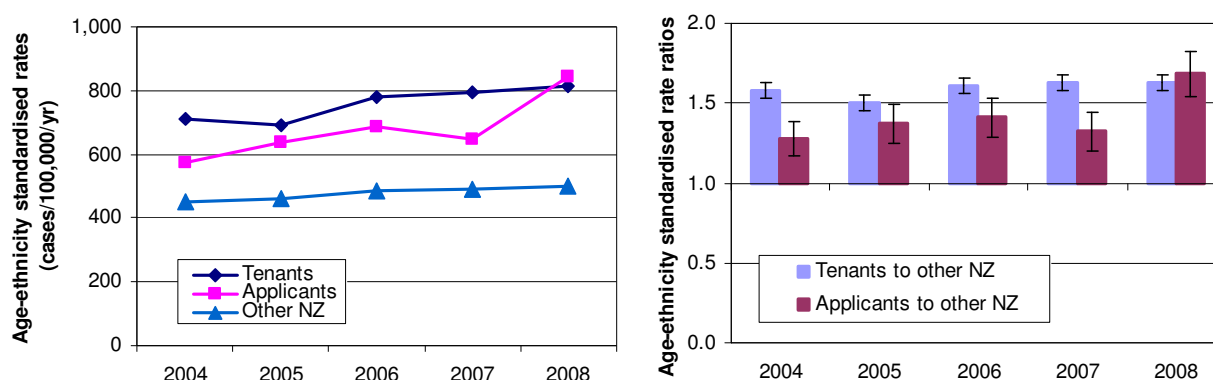 Age-ethnicity standardised rates
(cases/100,000/yr)
1,000
800
600
400
200
0
Tenants
Applicants
Other NZ
2004 2005 2006 2007 2008
Age-ethnicity standardised rate ratios
2.0
1.5
1.0
0.5
0.0
Tenants to other NZ
Applicants to other NZ
2004 2005 2006 2007 2008